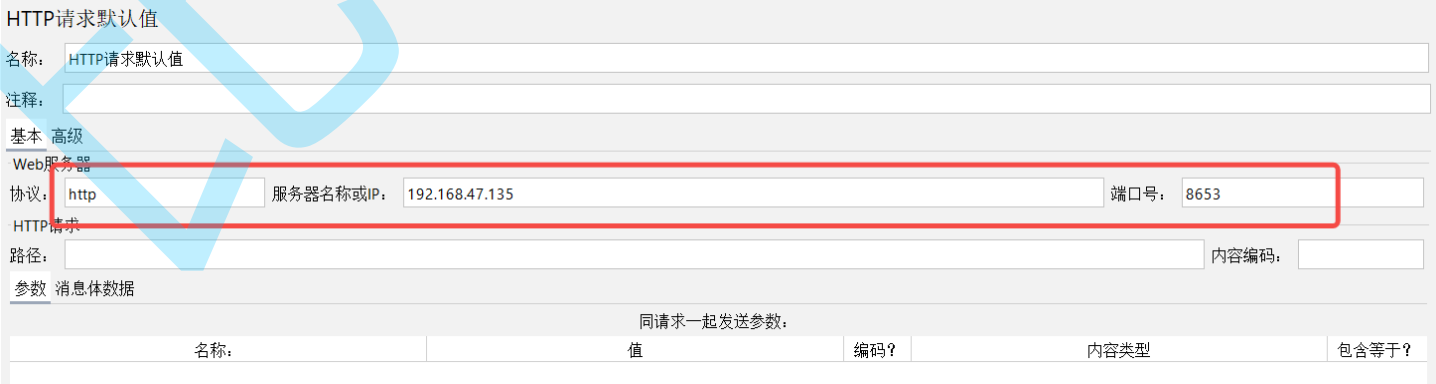 HTTP请求默认值
名称： HTTP请求默认值
注释：
基本 高级
Web服务器
协议： http 服务器名称或IP： 192.168.47.135 端口号： 8653
HTTP请求
路径： 内容编码：
参数 消息体数据
同请求一起发送参数：
名称： 值 编码？ 内容类型 包含等于？